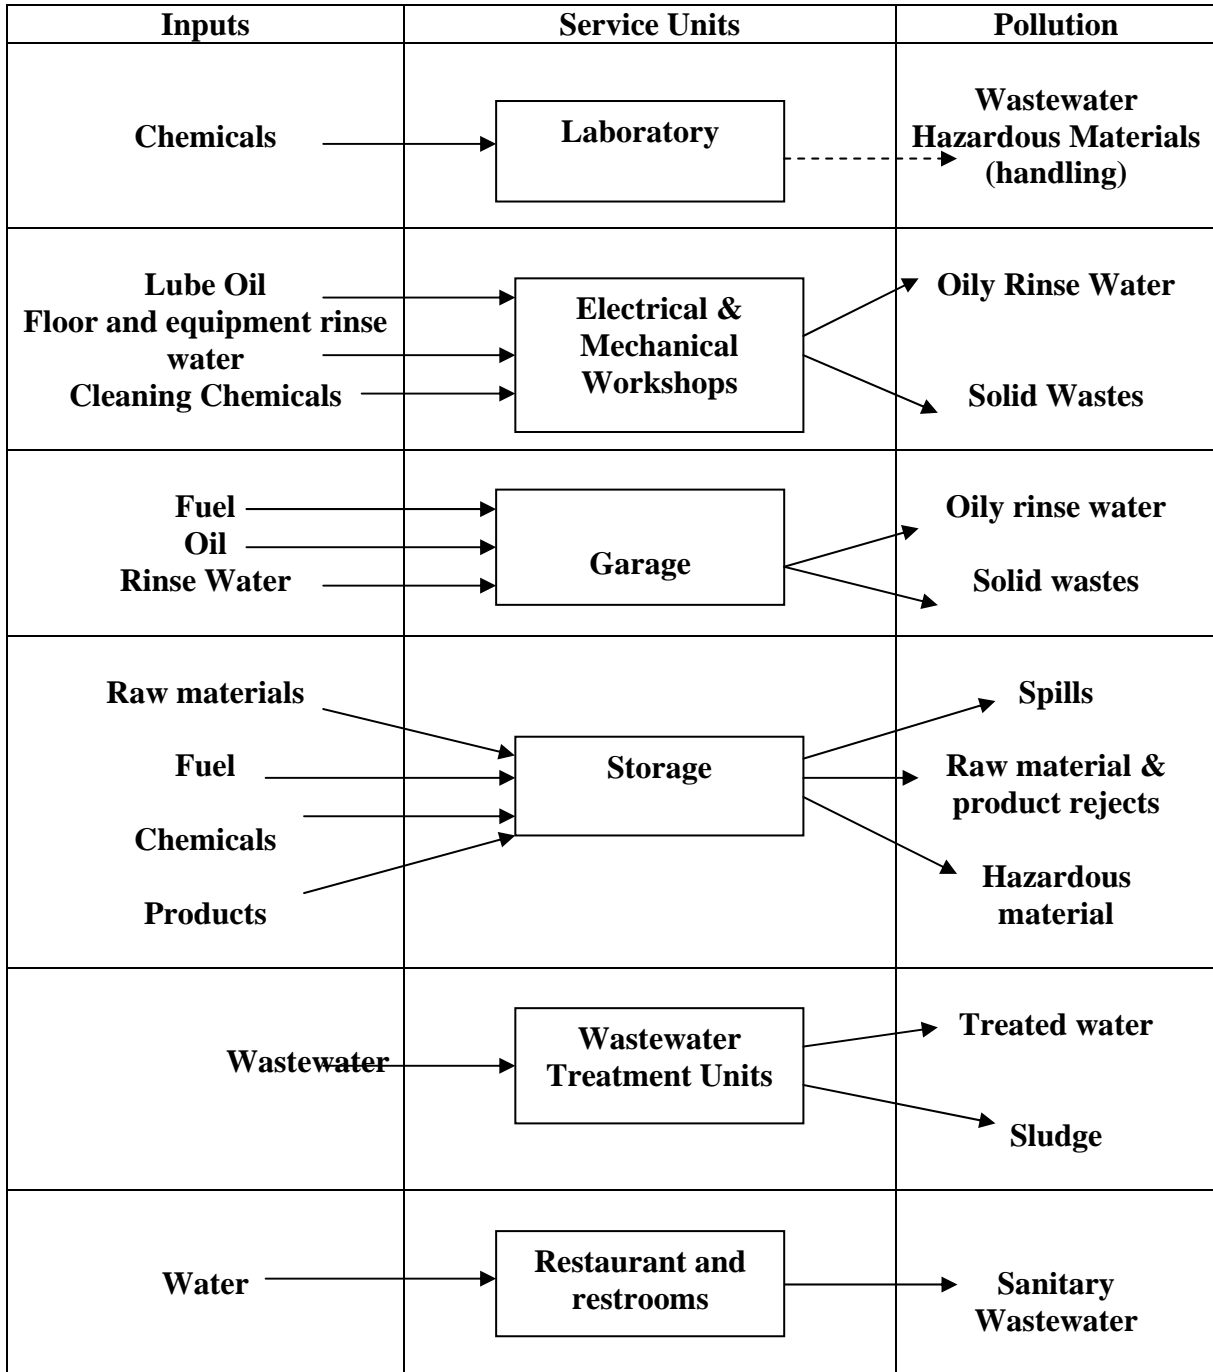 Inputs
Service Units
Pollution
Chemicals
Laboratory
Wastewater
Hazardous Materials
(handling)
Lube Oil
Floor and equipment rinse
water
Cleaning Chemicals
Electrical &
Mechanical
Workshops
Oily Rinse Water
Solid Wastes
Fuel
Oil
Rinse Water
Garage
Oily rinse water
Solid wastes
Raw materials
Fuel
Chemicals
Products
Storage
Spills
Raw material &
product rejects
Hazardous
material
Wastewater
Wastewater
Treatment Units
Treated water
Sludge
Water
Restaurant and
restrooms
Sanitary
Wastewater